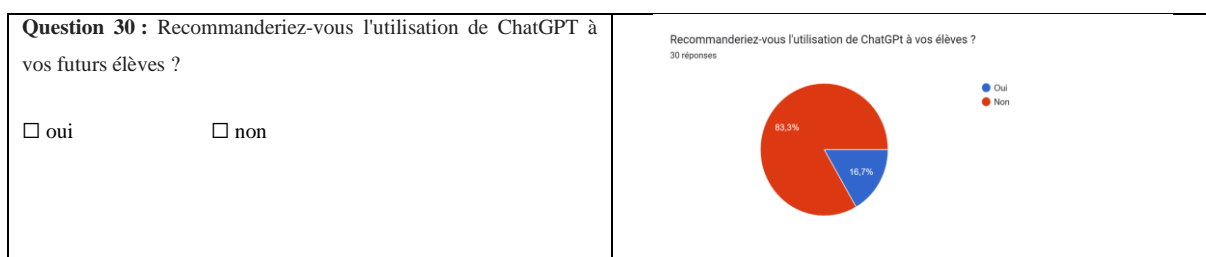 Question 30 : Recommanderiez-vous l'utilisation de ChatGPT à
vos futurs élèves ?
☐ oui ☐ non
Recommanderiez-vous l'utilisation de ChatGPt à vos élèves ?
30 réponses
Oui
Non
83,3%
16,7%